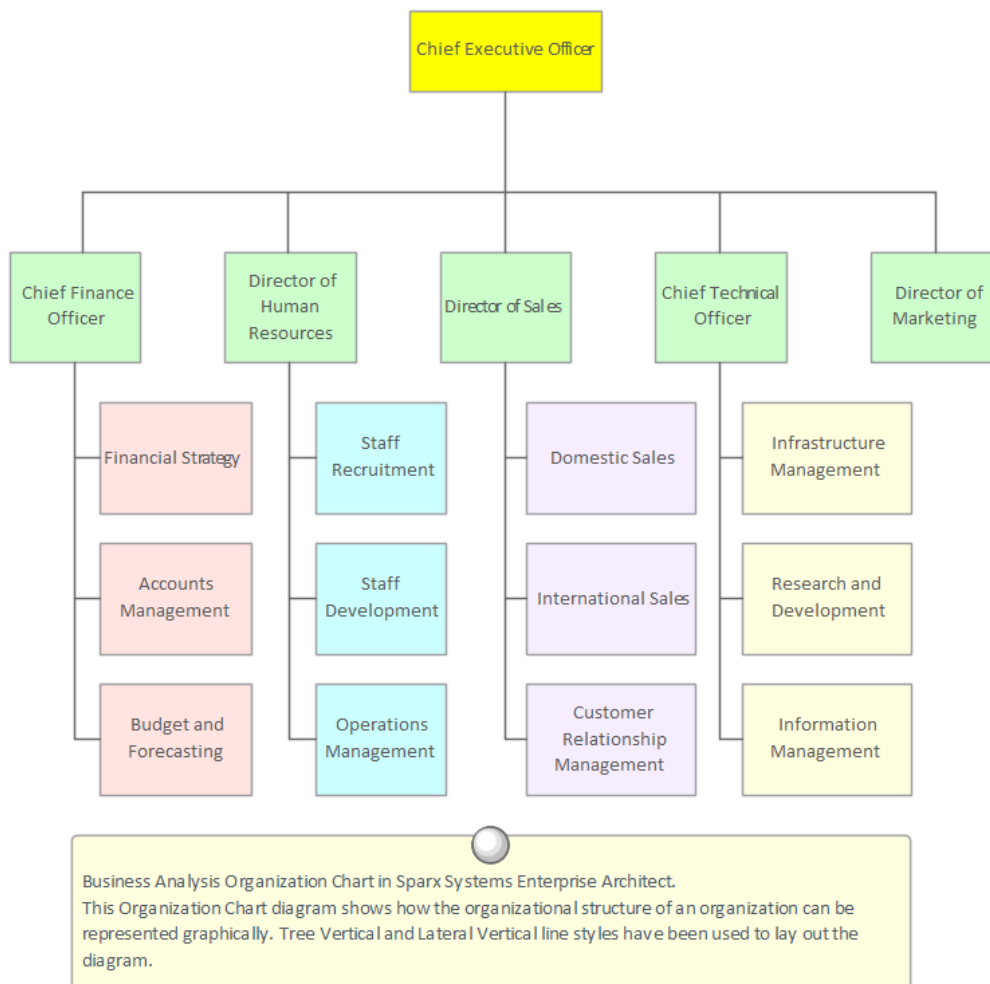 Chief Executive Officer
Chief Finance
Officer
Director of
Human
Resources
Director of Sales
Chief Technical
Officer
Director of
Marketing
Financial Strategy
Staff
Recruitment
Domestic Sales
Infrastructure
Management
Accounts
Management
Staff
Development
International Sales
Research and
Development
Budget and
Forecasting
Operations
Management
Customer
Relationship
Management
Information
Management
Business Analysis Organization Chart in Sparx Systems Enterprise Architect.
This Organization Chart diagram shows how the organizational structure of an organization can be
represented graphically. Tree Vertical and Lateral Vertical line styles have been used to lay out the
diagram.